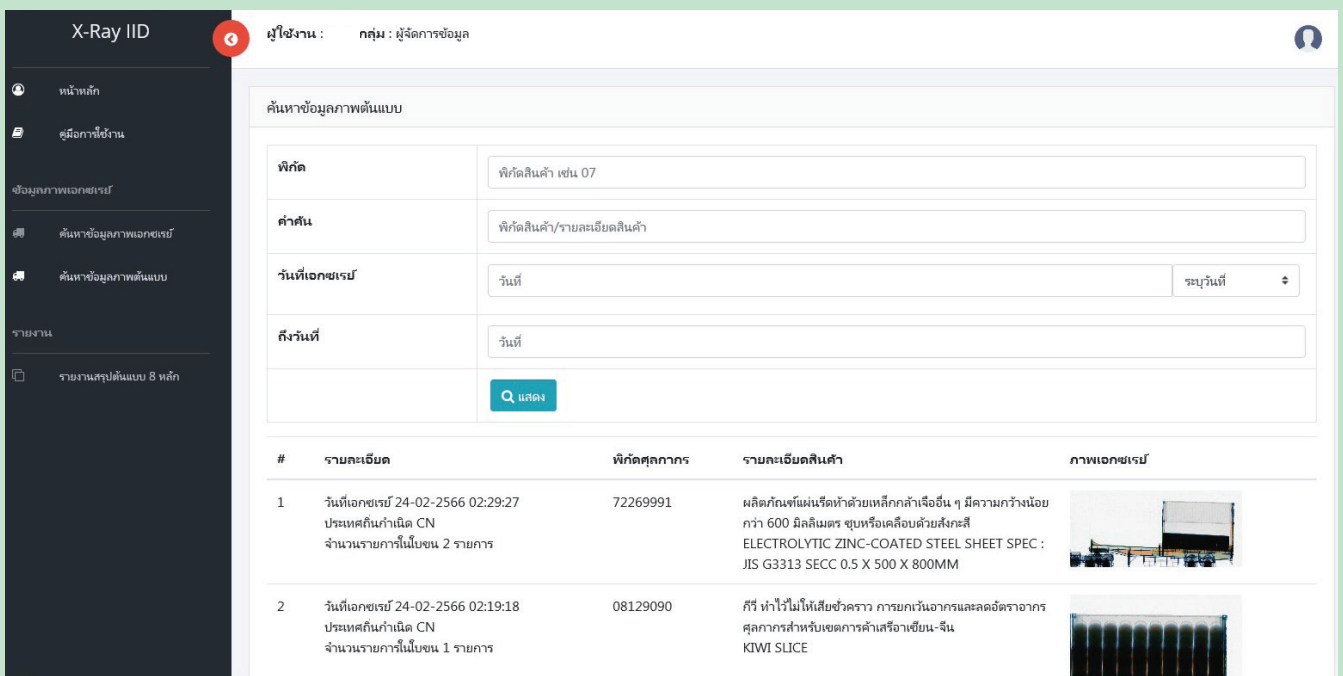 X-Ray IID
ผู้ใช้งาน : กลุ่ม : ผู้จัดการข้อมูล
หน้าหลัก
คู่มือการใช้งาน
ข้อมูลภาพเอกซเรย์
ค้นหาข้อมูลภาพเอกซเรย์
ค้นหาข้อมูลภาพต้นแบบ
รายงาน
รายงานสรุปต้นแบบ 8 หลัก
ค้นหาข้อมูลภาพต้นแบบ
พิกัด
พิกัดสินค้า เช่น 07
คำค้น
พิกัดสินค้า/รายละเอียดสินค้า
วันที่เอกซเรย์
วันที่
ระบุวันที่
ถึงวันที่
วันที่
แสดง
# รายละเอียด พิกัดศุลกากร รายละเอียดสินค้า ภาพเอกซเรย์
1 วันที่เอกซเรย์ 24-02-2566 02:29:27 72269991 ผลิตภัณฑ์แผ่นรีดทำด้วยเหล็กกล้าเจืออื่น ๆ มีความกว้างน้อย
ประเทศถิ่นกำเนิด CN กว่า 600 มิลลิเมตร ชุบหรือเคลือบด้วยสังกะสี
จำนวนรายการในใบขน 2 รายการ ELECTROLYTIC ZINC-COATED STEEL SHEET SPEC :
JIS G3313 SECC 0.5 X 500 X 800MM
2 วันที่เอกซเรย์ 24-02-2566 02:19:18 08129090 กีวี่ ทำไว้ไม่ให้เสียชั่วคราว การยกเว้นอากรและลดอัตราอากร
ประเทศถิ่นกำเนิด CN ศุลกากรสำหรับเขตการค้าเสรีอาเซียน-จีน
จำนวนรายการในใบขน 1 รายการ KIWI SLICE